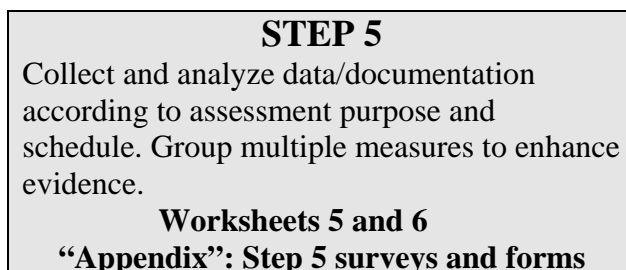 STEP 5
Collect and analyze data/documentation
according to assessment purpose and
schedule. Group multiple measures to enhance
evidence.
Worksheets 5 and 6
“Appendix”: Step 5 surveys and forms